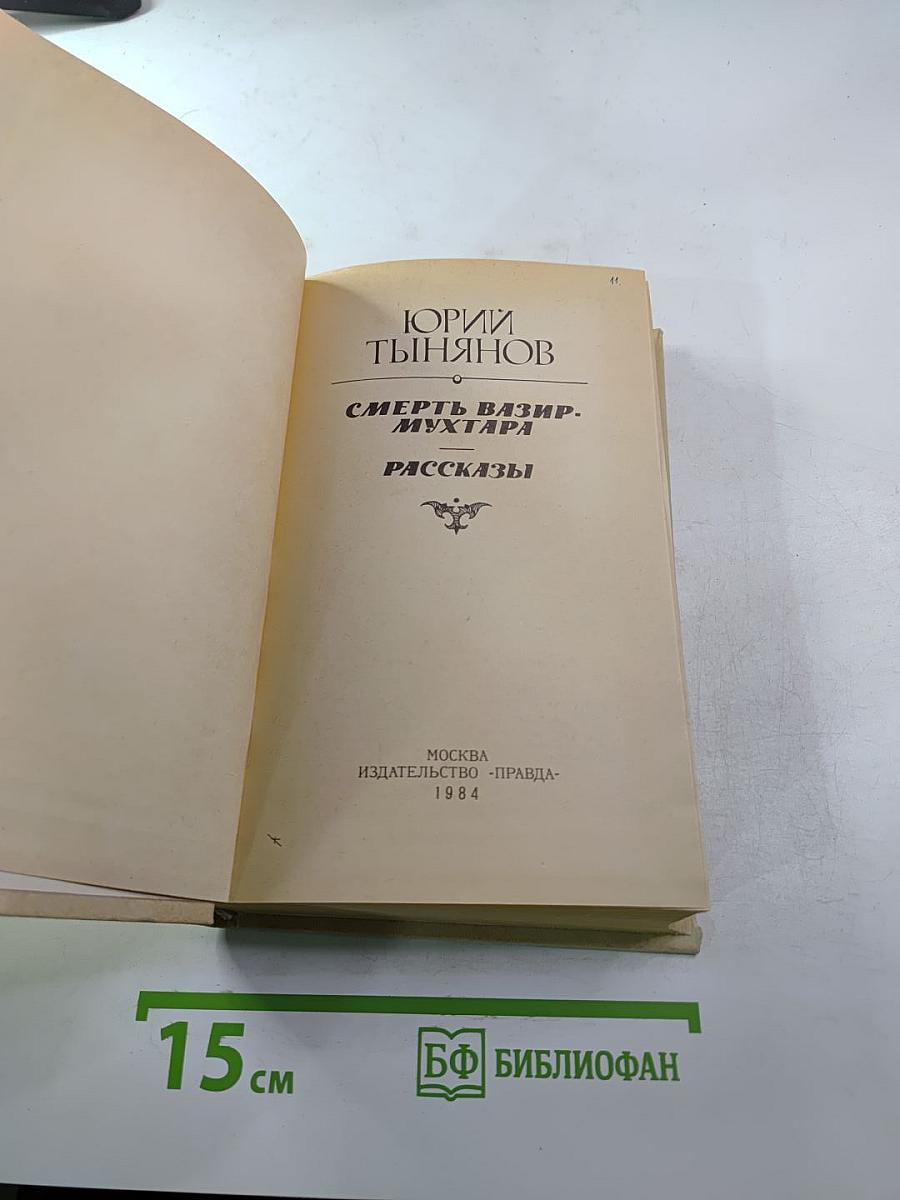 11.
ЮРИЙ
ТЫНЯНОВ
СМЕРТЬ ВАЗИР-
МУХТАРА
РАССКАЗЫ
МОСКВА
ИЗДАТЕЛЬСТВО «ПРАВДА»
1984
15 см
БФ БИБЛИОФАН